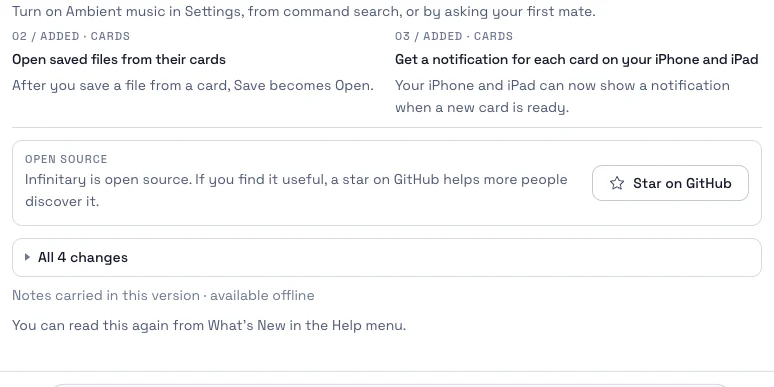 Turn on Ambient music in Settings, from command search, or by asking your first mate.
02 / ADDED · CARDS
Open saved files from their cards
After you save a file from a card, Save becomes Open.
03 / ADDED · CARDS
Get a notification for each card on your iPhone and iPad
Your iPhone and iPad can now show a notification
when a new card is ready.
OPEN SOURCE
Infinitary is open source. If you find it useful, a star on GitHub helps more people
discover it.
Star on GitHub
All 4 changes
Notes carried in this version · available offline
You can read this again from What's New in the Help menu.